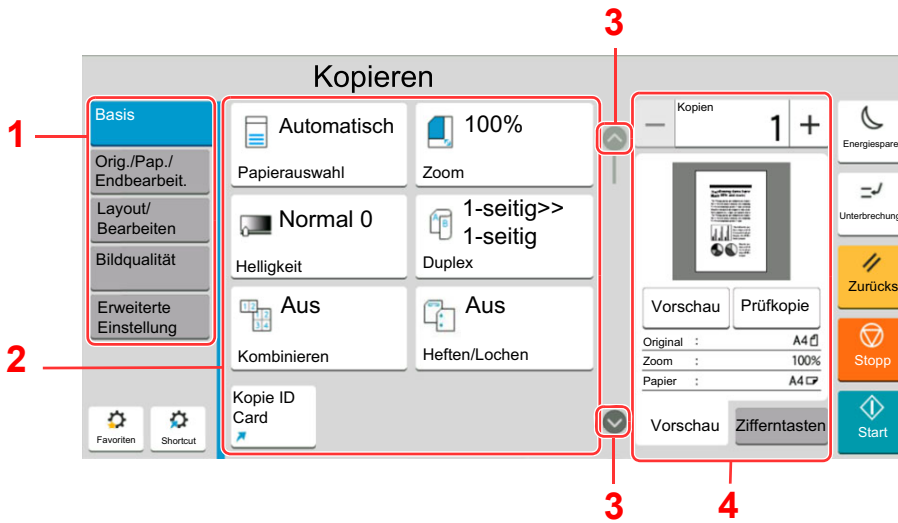 3
Kopieren
1
Basis
Orig./Pap./
Endbearbeit.
Layout/
Bearbeiten
Bildqualität
Erweiterte
Einstellung
Favoriten
Shortcut
2
Automatisch
Papierauswahl
100%
Zoom
Normal 0
Helligkeit
1-seitig>>
1-seitig
Duplex
Aus
Kombinieren
Aus
Heften/Lochen
Kopie ID
Card
3
Kopien
1
Vorschau
Prüfkopie
Original : A4
Zoom : 100%
Papier : A4
Vorschau
Zifferntasten
4
Energiespare
Unterbrechung
Zurücks
Stopp
Start